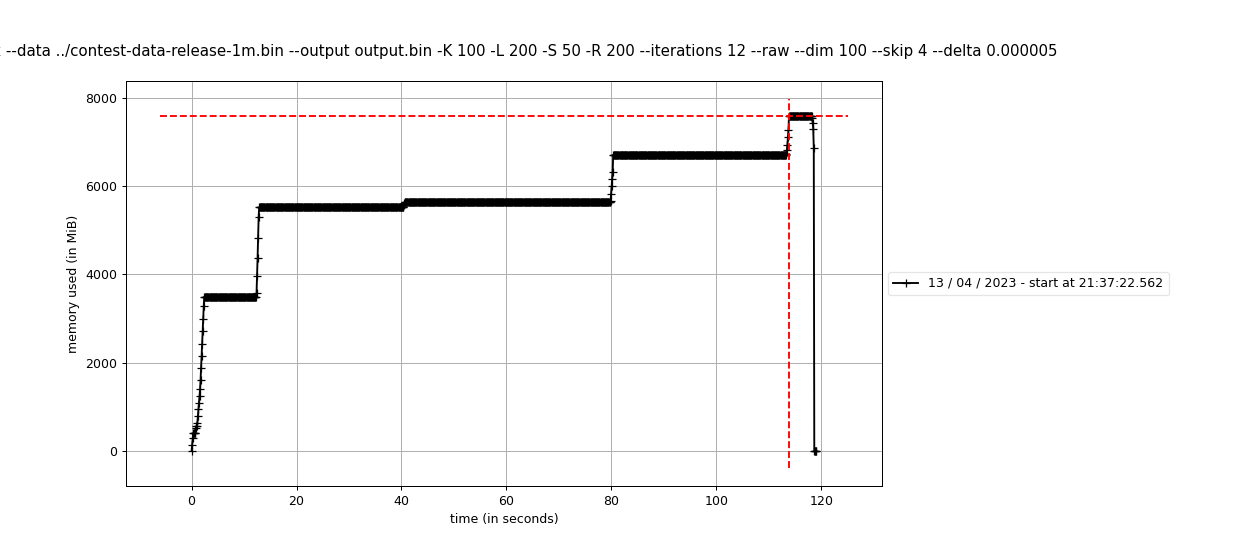 --data ../contest-data-release-1m.bin --output output.bin -K 100 -L 200 -S 50 -R 200 --iterations 12 --raw --dim 100 --skip 4 --delta 0.000005
8000
6000
4000
2000
0
memory used (in MiB)
13 / 04 / 2023 - start at 21:37:22.562
0 20 40 60 80 100 120
time (in seconds)